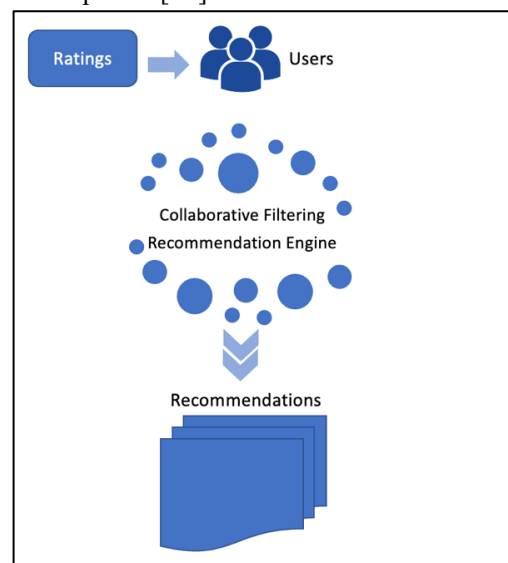 Ratings
Users
Collaborative Filtering
Recommendation Engine
Recommendations